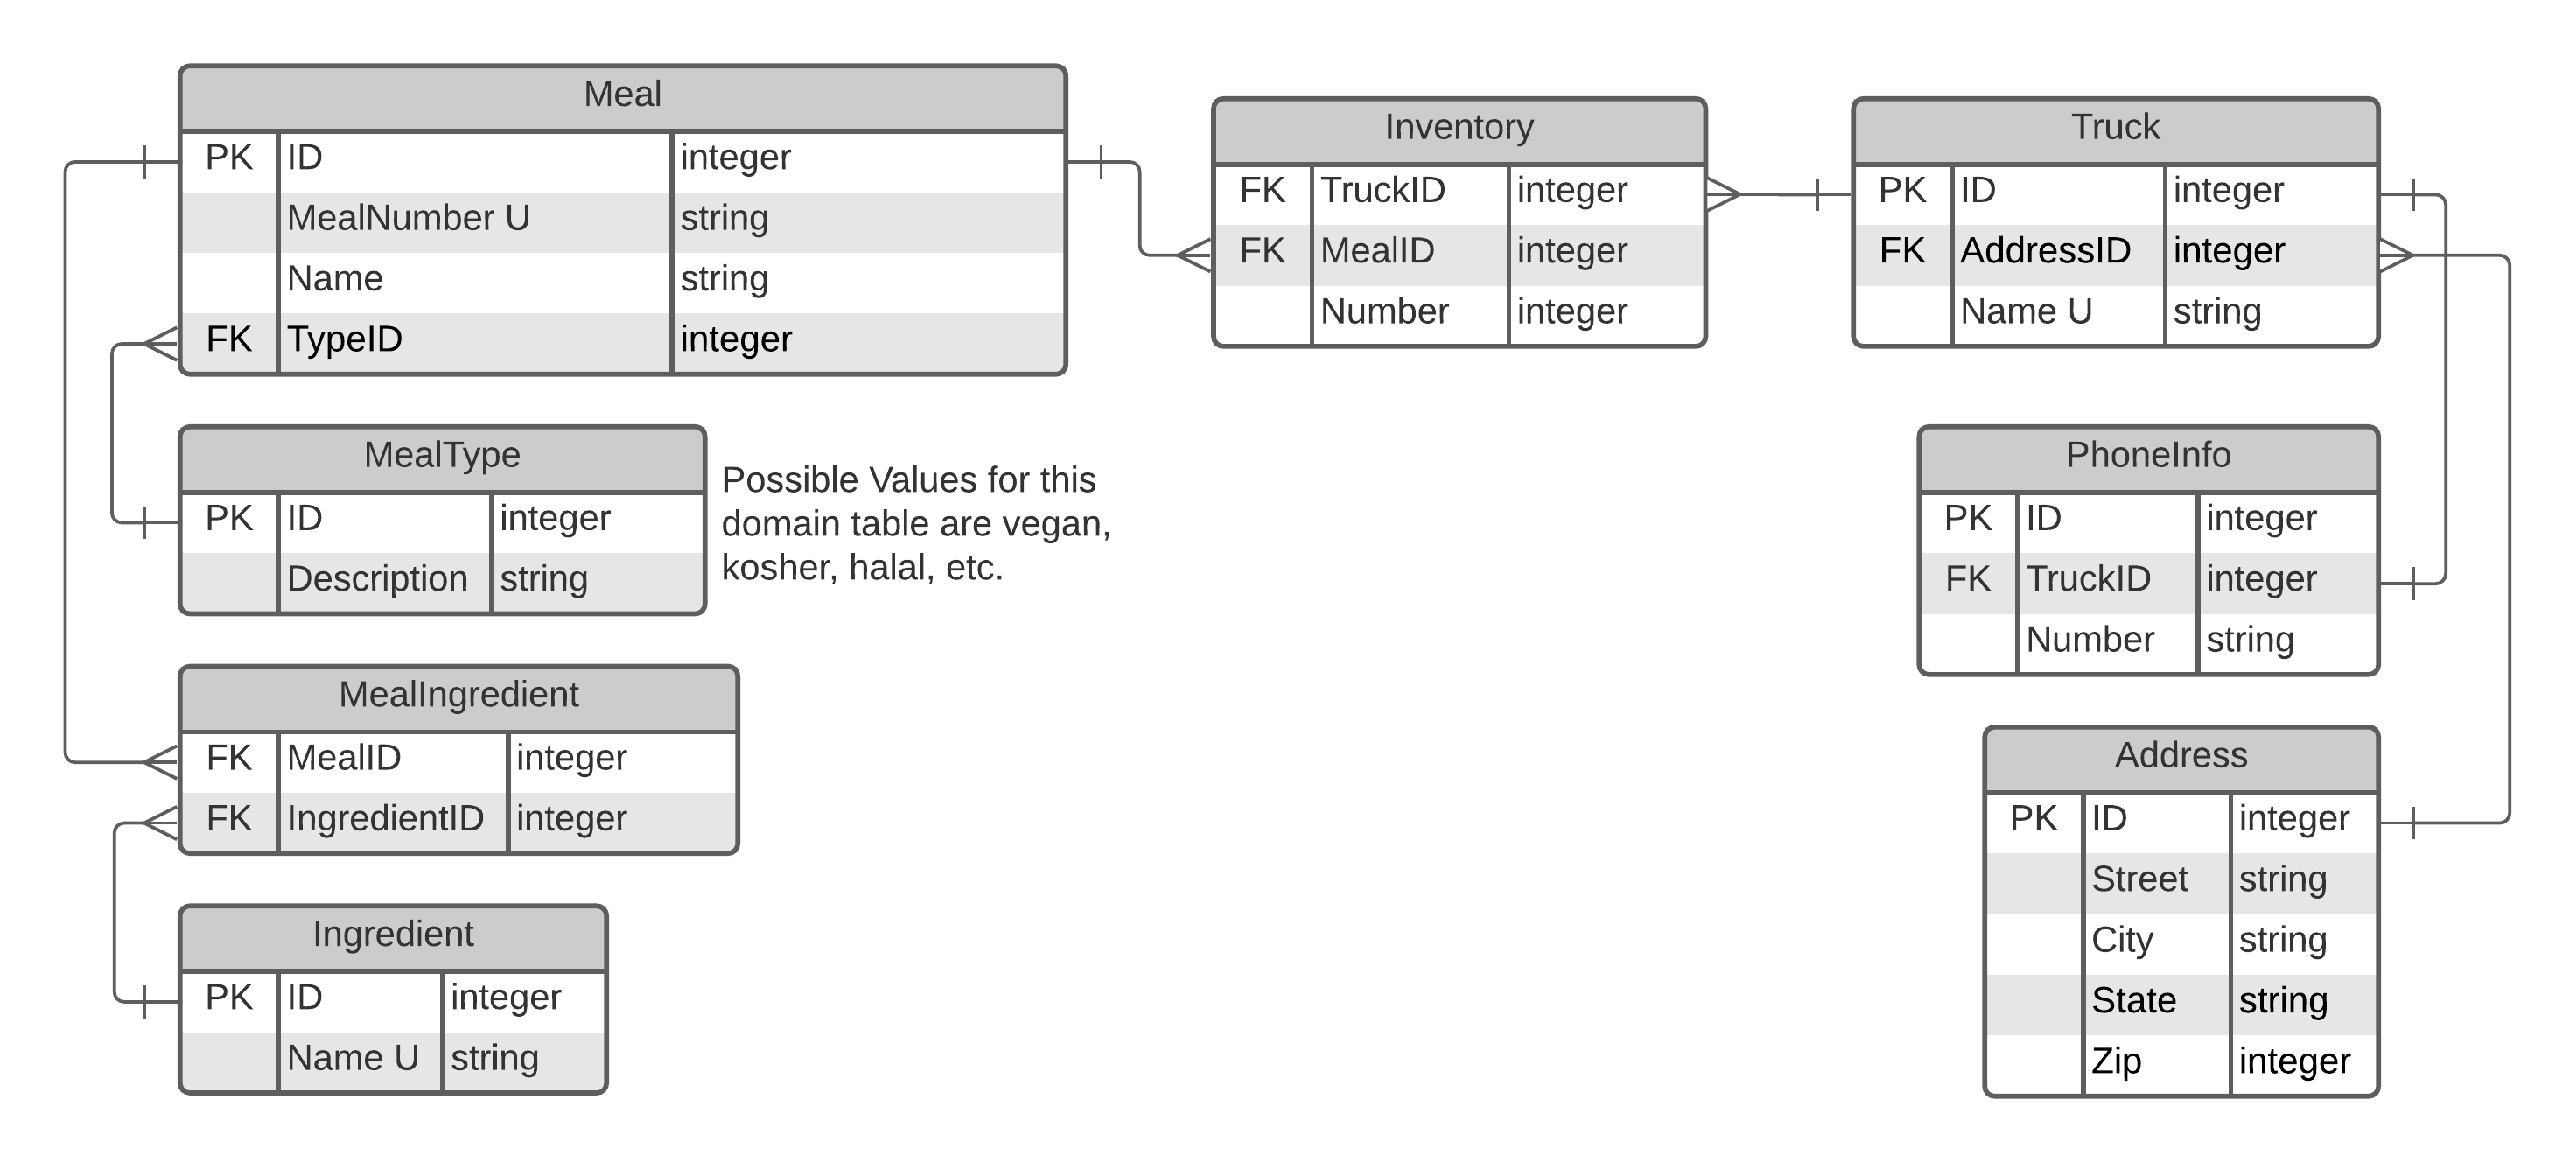 Meal
PK ID integer
MealNumber U string
Name string
FK TypeID integer
MealType
PK ID integer
Description string
Possible Values for this
domain table are vegan,
kosher, halal, etc.
MealIngredient
FK MealID integer
FK IngredientID integer
Ingredient
PK ID integer
Name U string
Inventory
FK TruckID integer
FK MealID integer
Number integer
Truck
PK ID integer
FK AddressID integer
Name U string
PhoneInfo
PK ID integer
FK TruckID integer
Number string
Address
PK ID integer
Street string
City string
State string
Zip integer